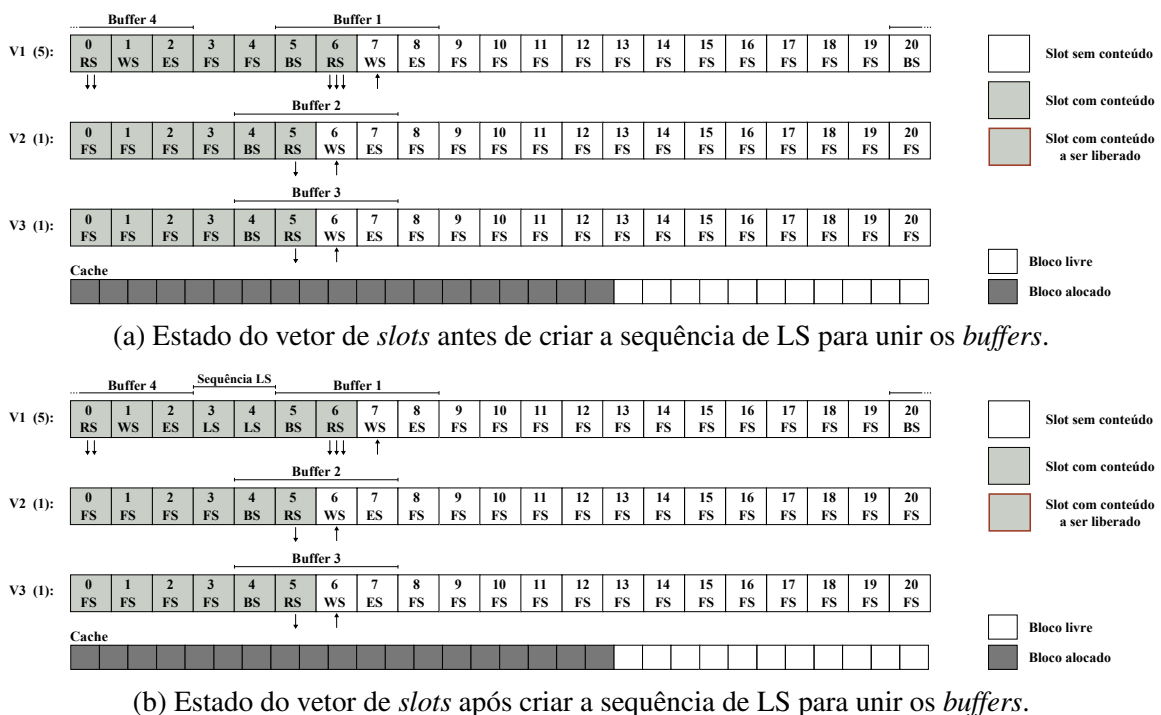 Buffer 4 Buffer 1
V1 (5): 0 1 2 3 4 5 6 7 8 9 10 11 12 13 14 15 16 17 18 19 20
RS WS ES FS FS BS RS WS ES FS FS FS FS FS FS FS FS FS FS FS BS
Slot sem conteúdo
Buffer 2
Slot com conteúdo
V2 (1): 0 1 2 3 4 5 6 7 8 9 10 11 12 13 14 15 16 17 18 19 20
FS FS FS FS BS RS WS ES FS FS FS FS FS FS FS FS FS FS FS FS FS
Slot com conteúdo
a ser liberado
Buffer 3
V3 (1): 0 1 2 3 4 5 6 7 8 9 10 11 12 13 14 15 16 17 18 19 20
FS FS FS FS BS RS WS ES FS FS FS FS FS FS FS FS FS FS FS FS FS
Bloco livre
Cache
Bloco alocado
(a) Estado do vetor de slots antes de criar a sequência de LS para unir os buffers.
Buffer 4 Sequência LS Buffer 1
V1 (5): 0 1 2 3 4 5 6 7 8 9 10 11 12 13 14 15 16 17 18 19 20
RS WS ES LS LS BS RS WS ES FS FS FS FS FS FS FS FS FS FS FS BS
Slot sem conteúdo
Buffer 2
Slot com conteúdo
V2 (1): 0 1 2 3 4 5 6 7 8 9 10 11 12 13 14 15 16 17 18 19 20
FS FS FS FS BS RS WS ES FS FS FS FS FS FS FS FS FS FS FS FS FS
Slot com conteúdo
a ser liberado
Buffer 3
V3 (1): 0 1 2 3 4 5 6 7 8 9 10 11 12 13 14 15 16 17 18 19 20
FS FS FS FS BS RS WS ES FS FS FS FS FS FS FS FS FS FS FS FS FS
Bloco livre
Cache
Bloco alocado
(b) Estado do vetor de slots após criar a sequência de LS para unir os buffers.